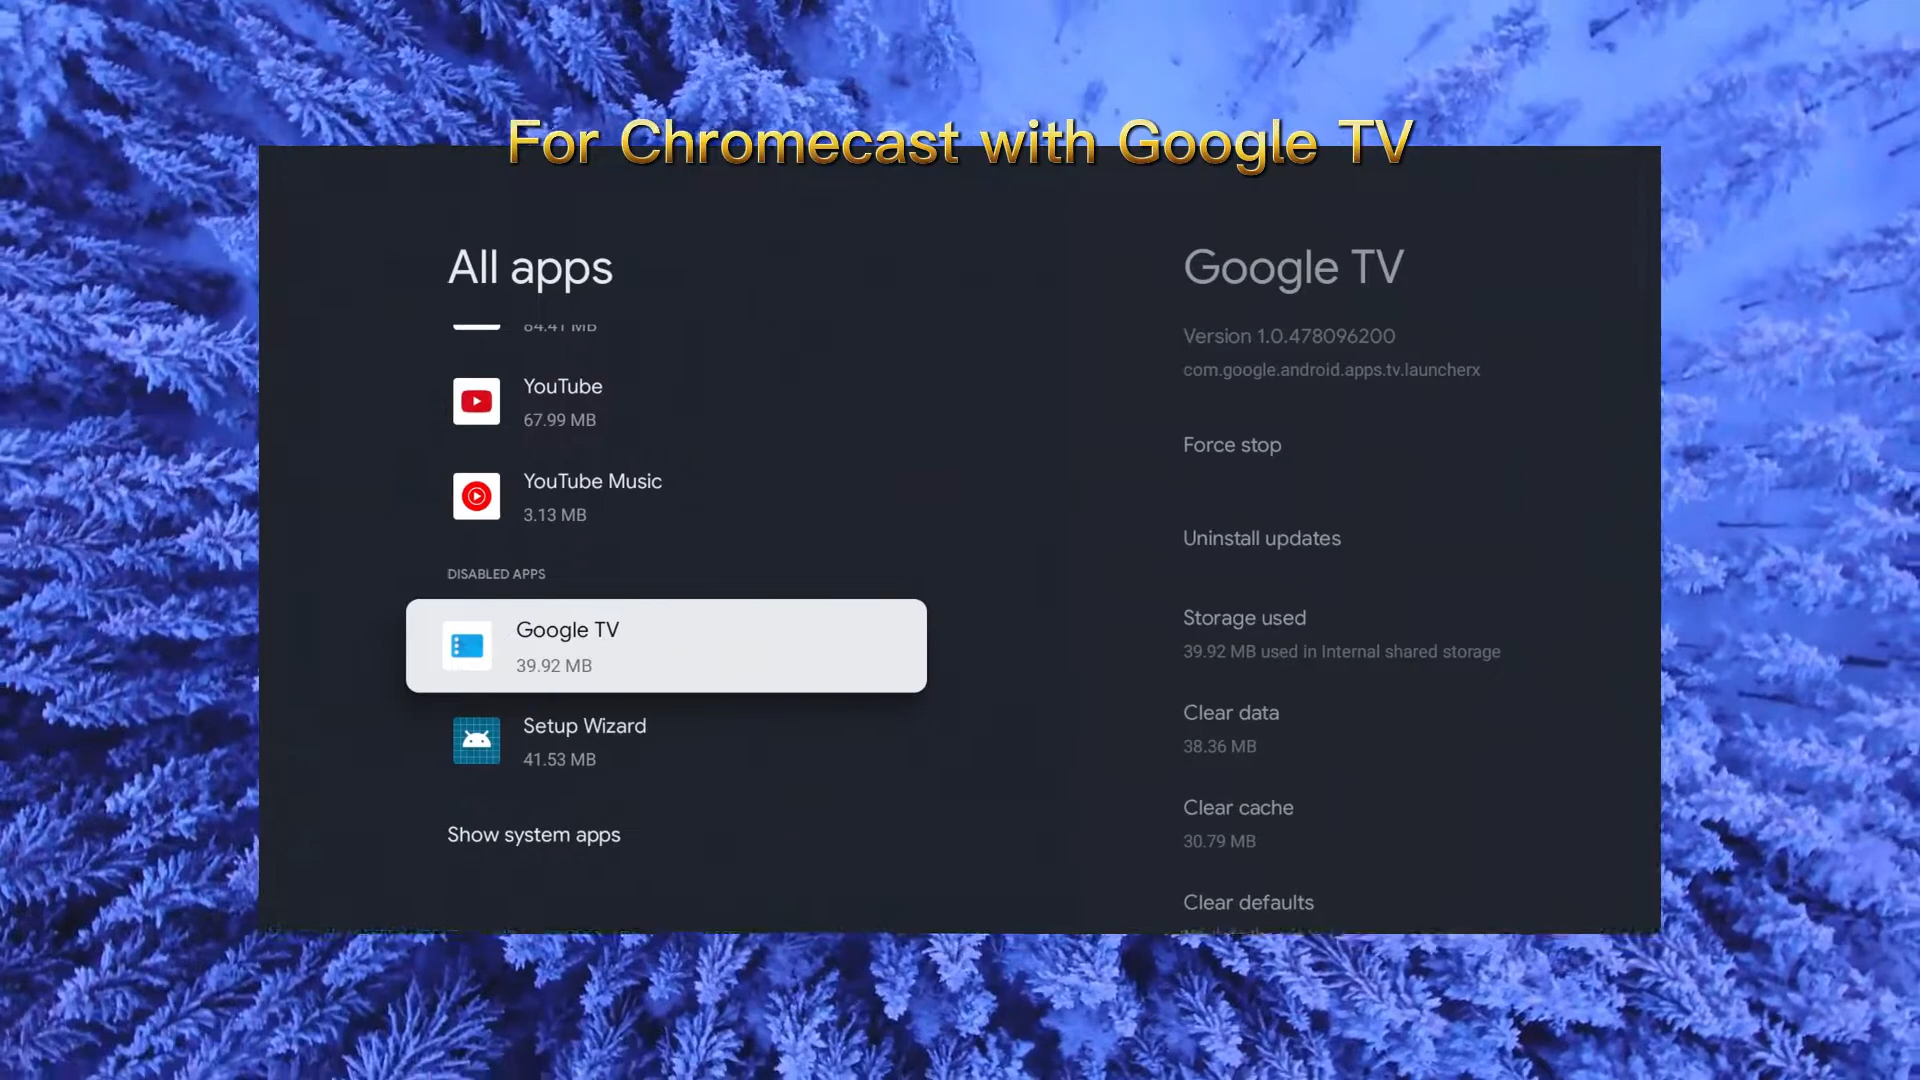 For Chromecast with Google TV
All apps
84.41 MB
YouTube
67.99 MB
YouTube Music
3.13 MB
DISABLED APPS
Google TV
39.92 MB
Setup Wizard
41.53 MB
Show system apps
Google TV
Version 1.0.478096200
com.google.android.apps.tv.launcherx
Force stop
Uninstall updates
Storage used
39.92 MB used in Internal shared storage
Clear data
38.36 MB
Clear cache
30.79 MB
Clear defaults